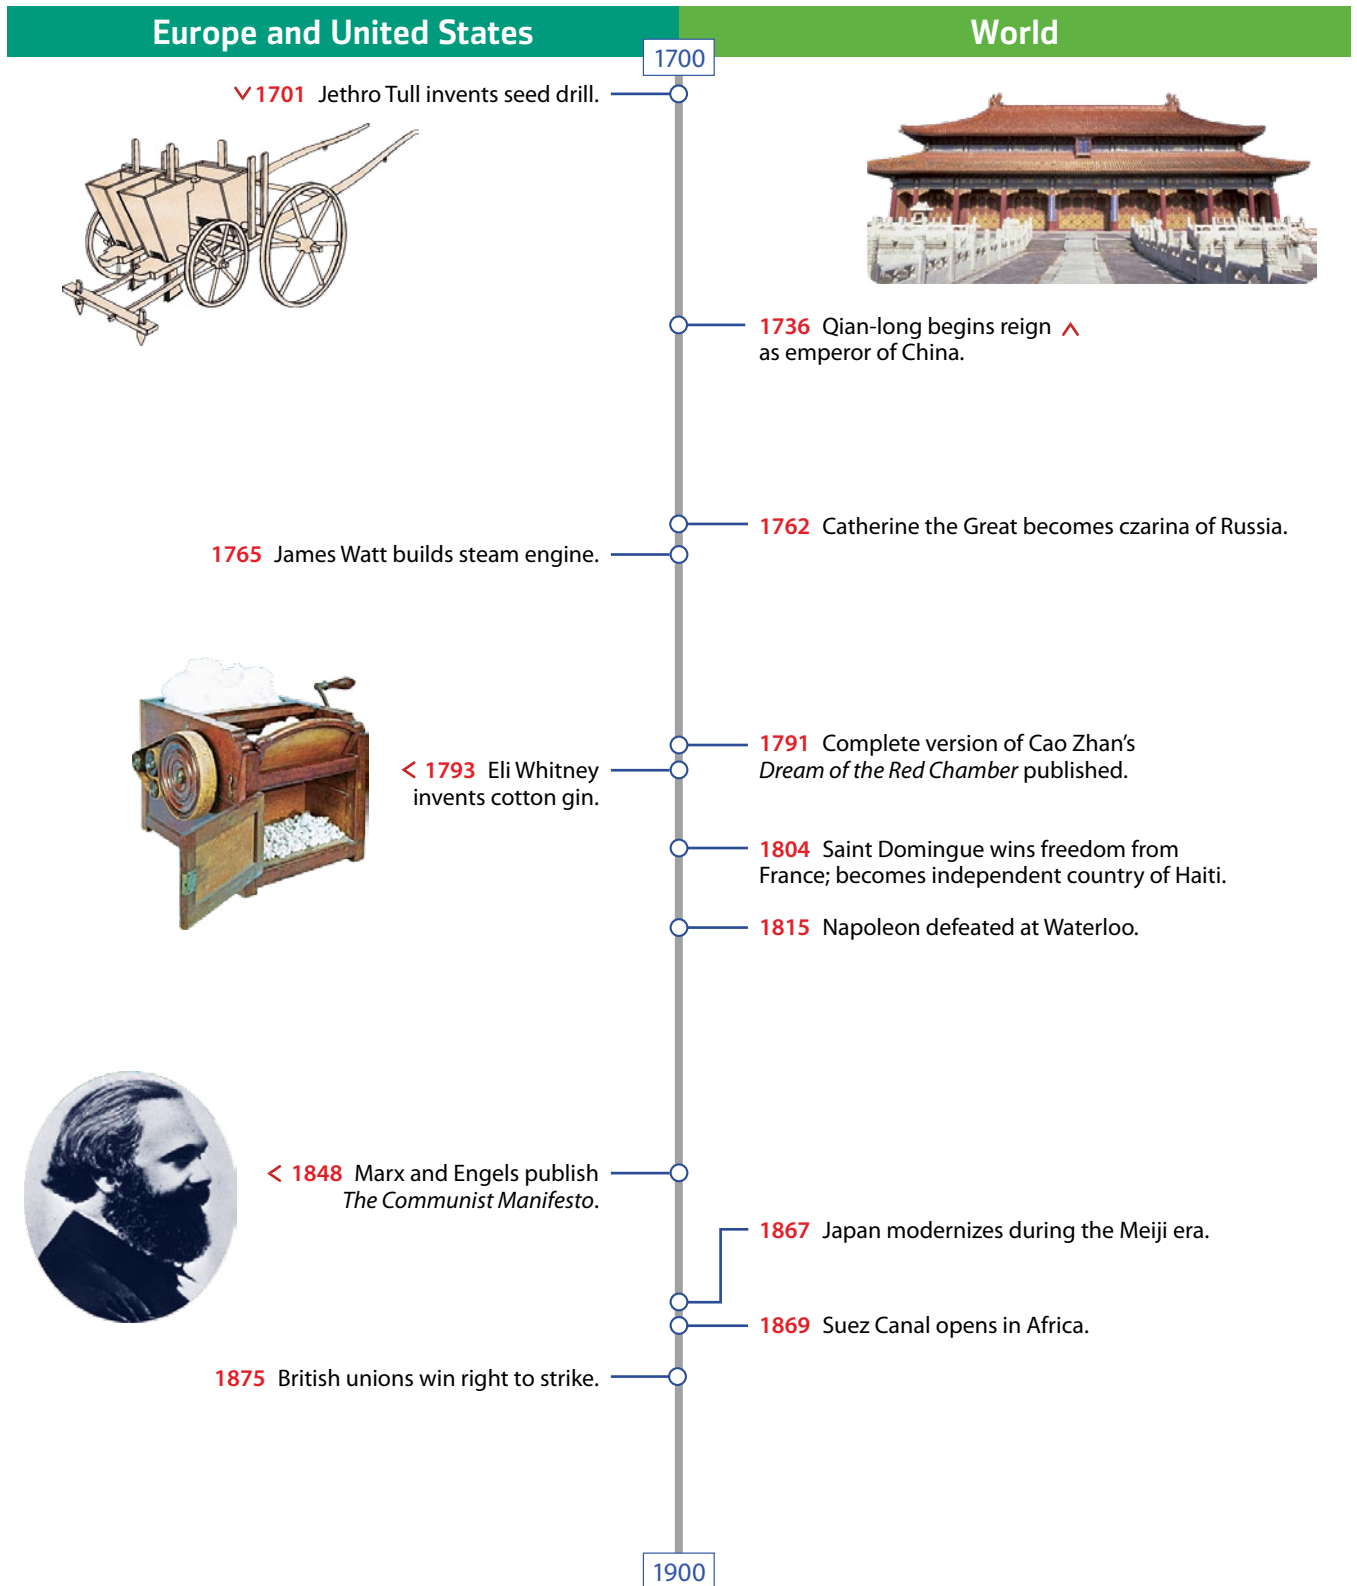 Europe and United States
World
1700
1701 Jethro Tull invents seed drill.
1736 Qian-long begins reign
as emperor of China.
1762 Catherine the Great becomes czarina of Russia.
1765 James Watt builds steam engine.
1791 Complete version of Cao Zhan’s
Dream of the Red Chamber published.
1793 Eli Whitney
invents cotton gin.
1804 Saint Domingue wins freedom from
France; becomes independent country of Haiti.
1815 Napoleon defeated at Waterloo.
1848 Marx and Engels publish
The Communist Manifesto.
1867 Japan modernizes during the Meiji era.
1869 Suez Canal opens in Africa.
1875 British unions win right to strike.
1900